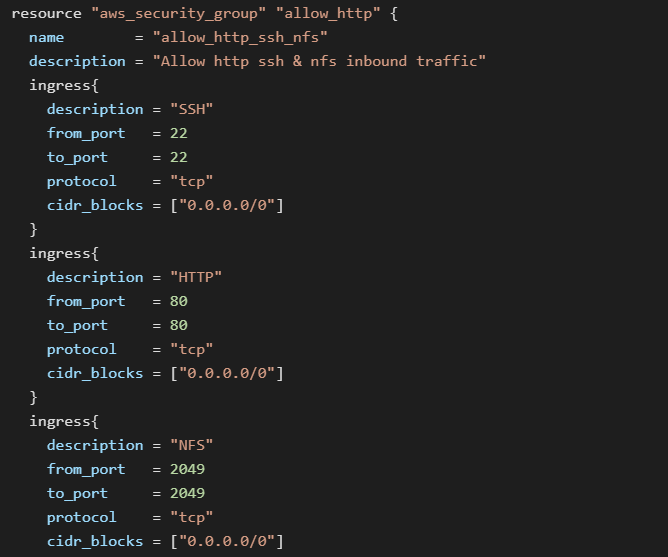 resource "aws_security_group" "allow_http" {
  name        = "allow_http_ssh_nfs"
  description = "Allow http ssh & nfs inbound traffic"
  ingress{
    description = "SSH"
    from_port   = 22
    to_port     = 22
    protocol    = "tcp"
    cidr_blocks = ["0.0.0.0/0"]
  }
  ingress{
    description = "HTTP"
    from_port   = 80
    to_port     = 80
    protocol    = "tcp"
    cidr_blocks = ["0.0.0.0/0"]
  }
  ingress{
    description = "NFS"
    from_port   = 2049
    to_port     = 2049
    protocol    = "tcp"
    cidr_blocks = ["0.0.0.0/0"]